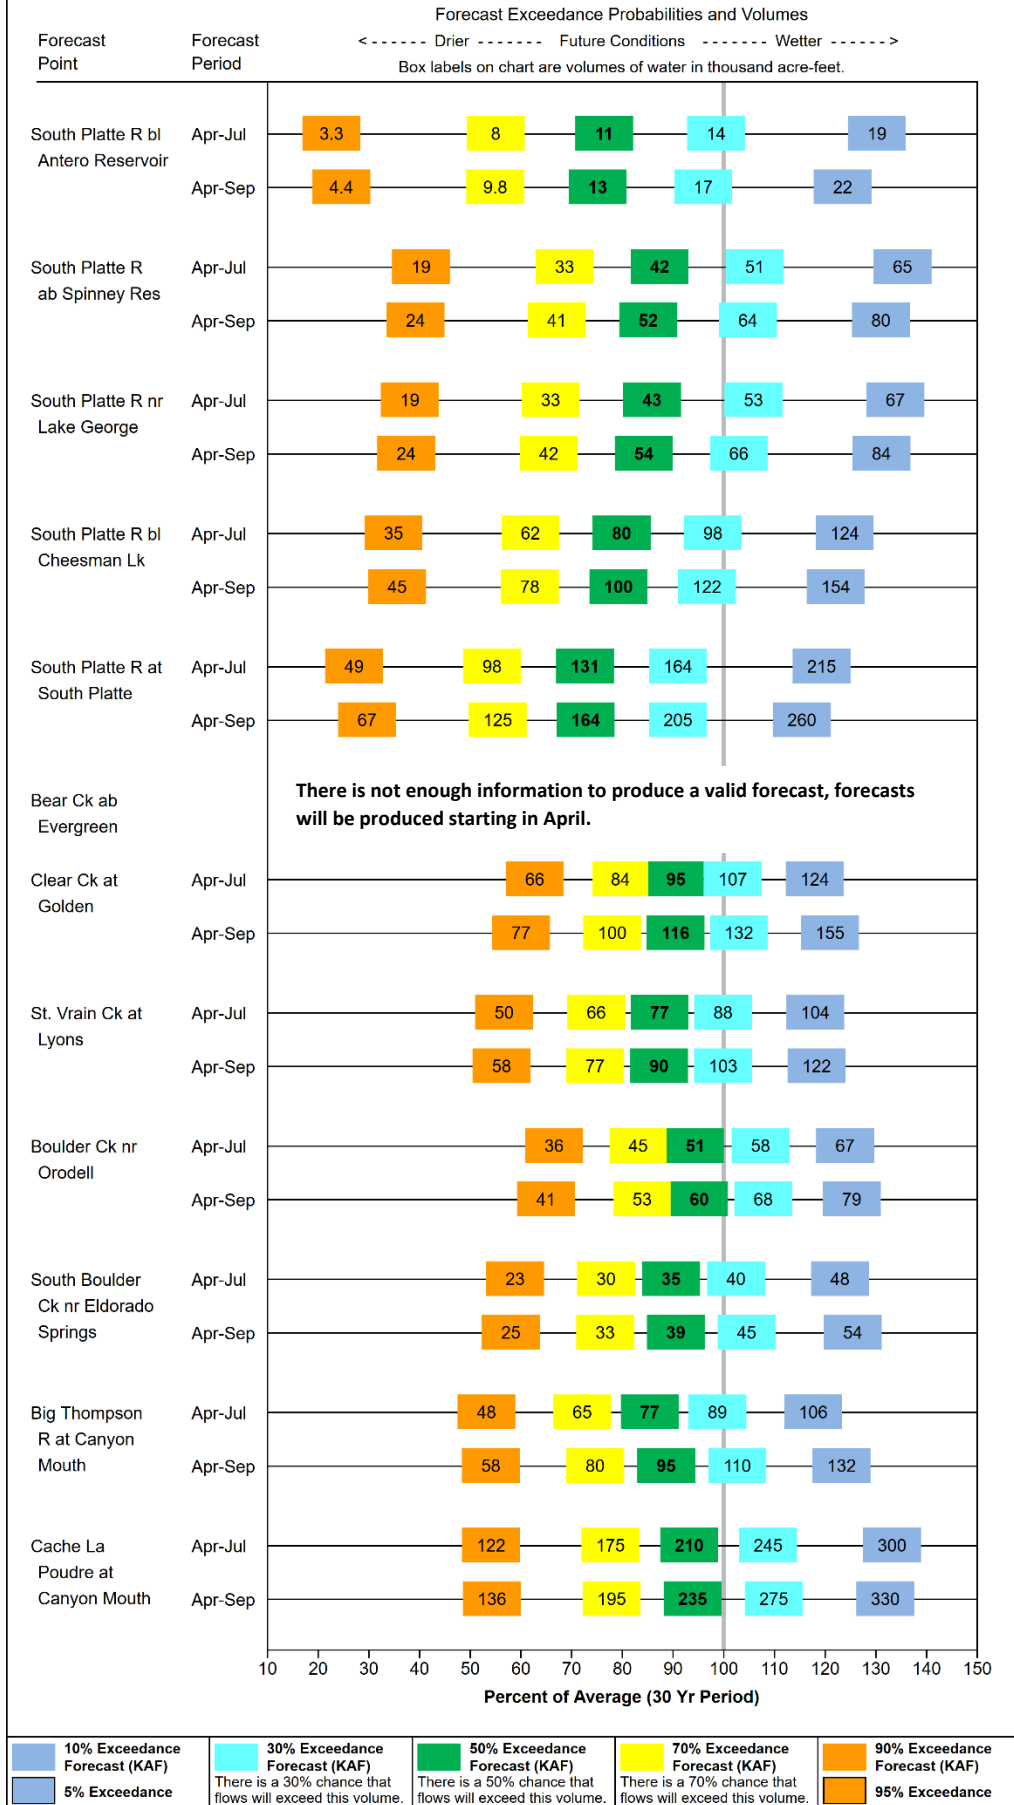 Forecast Exceedance Probabilities and Volumes
Forecast Point
Forecast Period
<------ Drier ------- Future Conditions ------- Wetter ------>
Box labels on chart are volumes of water in thousand acre-feet.
South Platte R bl Apr-Jul 3.3 8 11 14 19
Antero Reservoir
Apr-Sep 4.4 9.8 13 17 22
South Platte R Apr-Jul 19 33 42 51 65
ab Spinney Res
Apr-Sep 24 41 52 64 80
South Platte R nr Apr-Jul 19 33 43 53 67
Lake George
Apr-Sep 24 42 54 66 84
South Platte R bl Apr-Jul 35 62 80 98 124
Cheesman Lk
Apr-Sep 45 78 100 122 154
South Platte R at Apr-Jul 49 98 131 164 215
South Platte
Apr-Sep 67 125 164 205 260
Bear Ck ab
Evergreen
There is not enough information to produce a valid forecast, forecasts
will be produced starting in April.
Clear Ck at Apr-Jul 66 84 95 107 124
Golden
Apr-Sep 77 100 116 132 155
St. Vrain Ck at Apr-Jul 50 66 77 88 104
Lyons
Apr-Sep 58 77 90 103 122
Boulder Ck nr Apr-Jul 36 45 51 58 67
Orodell
Apr-Sep 41 53 60 68 79
South Boulder Apr-Jul 23 30 35 40 48
Ck nr Eldorado
Springs
Apr-Sep 25 33 39 45 54
Big Thompson Apr-Jul 48 65 77 89 106
R at Canyon
Mouth
Apr-Sep 58 80 95 110 132
Cache La Apr-Jul 122 175 210 245 300
Poudre at
Canyon Mouth
Apr-Sep 136 195 235 275 330
10 20 30 40 50 60 70 80 90 100 110 120 130 140 150
Percent of Average (30 Yr Period)
10% Exceedance
Forecast (KAF)
5% Exceedance
30% Exceedance
Forecast (KAF)
There is a 30% chance that
flows will exceed this volume.
50% Exceedance
Forecast (KAF)
There is a 50% chance that
flows will exceed this volume.
70% Exceedance
Forecast (KAF)
There is a 70% chance that
flows will exceed this volume.
90% Exceedance
Forecast (KAF)
95% Exceedance